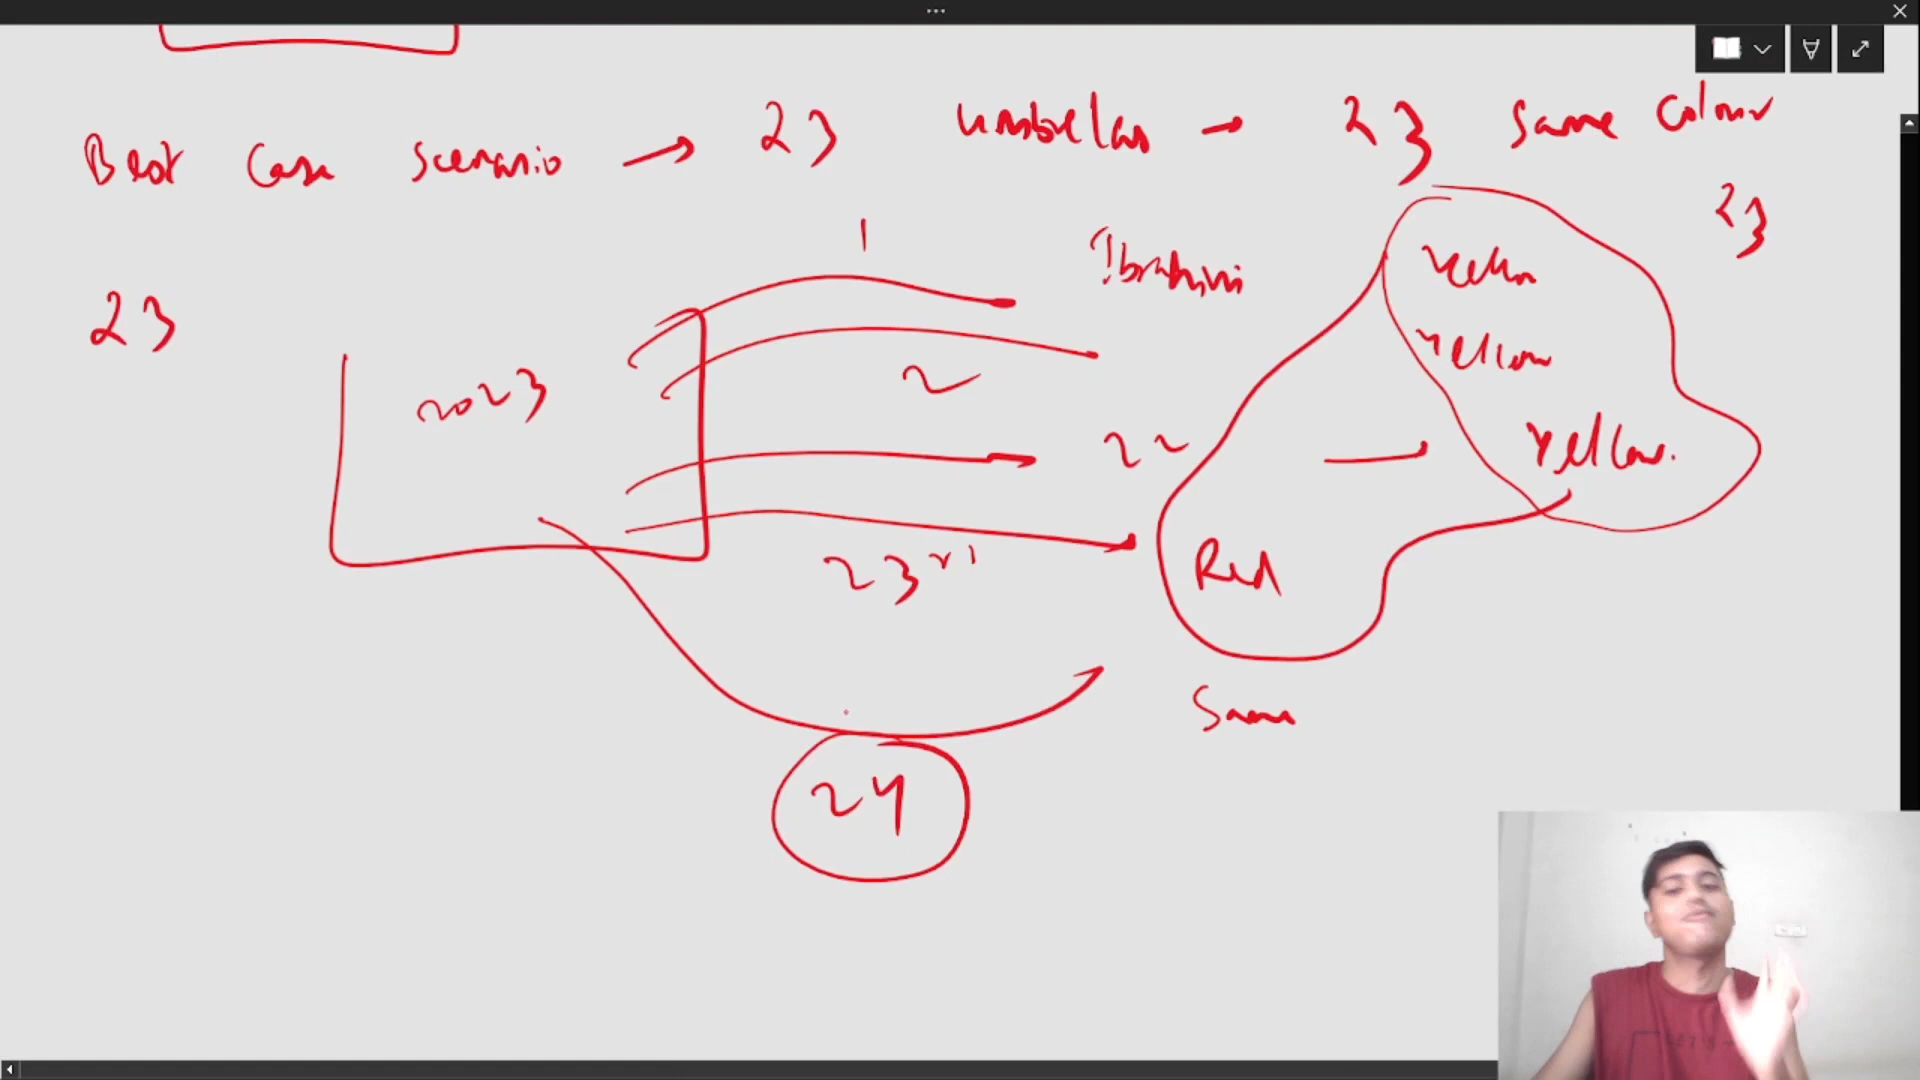 Best Case Scenario → 23 umbrellas → 23 Same Colour
23
1
Ibrahim
Yellow
23
2
Yellow
2023
22
Yellow.
23
Red
Same
24